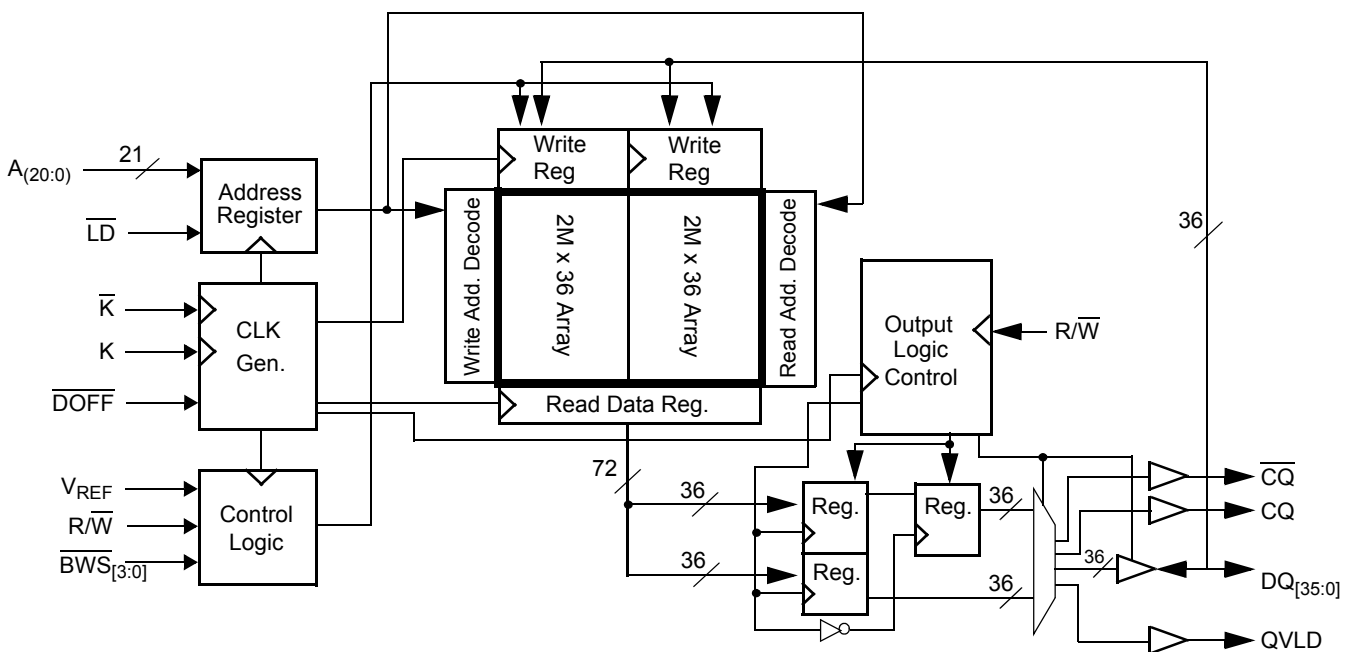 A(20:0)
21
LD
Address
Register
K
K
DOFF
CLK
Gen.
VREF
R/W
BWS[3:0]
Control
Logic
Write
Reg
Write
Reg
Write Add. Decode
2M x 36 Array
2M x 36 Array
Read Add. Decode
Read Data Reg.
72
36
36
Output
Logic
Control
R/W
36
Reg.
Reg.
Reg.
36
36
36
CQ
CQ
DQ[35:0]
QVLD